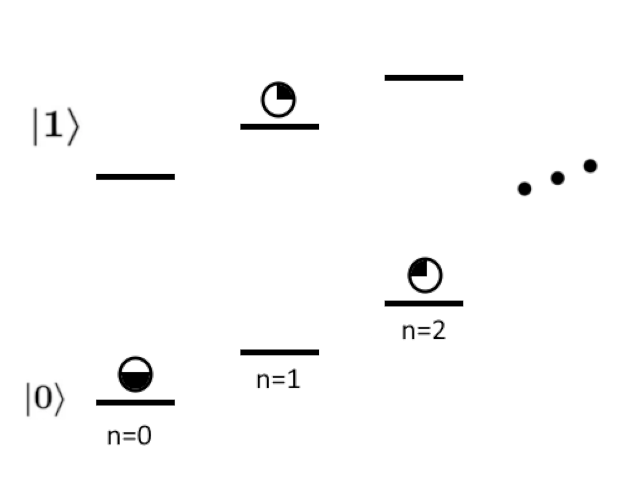 |1⟩
n=2
n=1
|0⟩
n=0